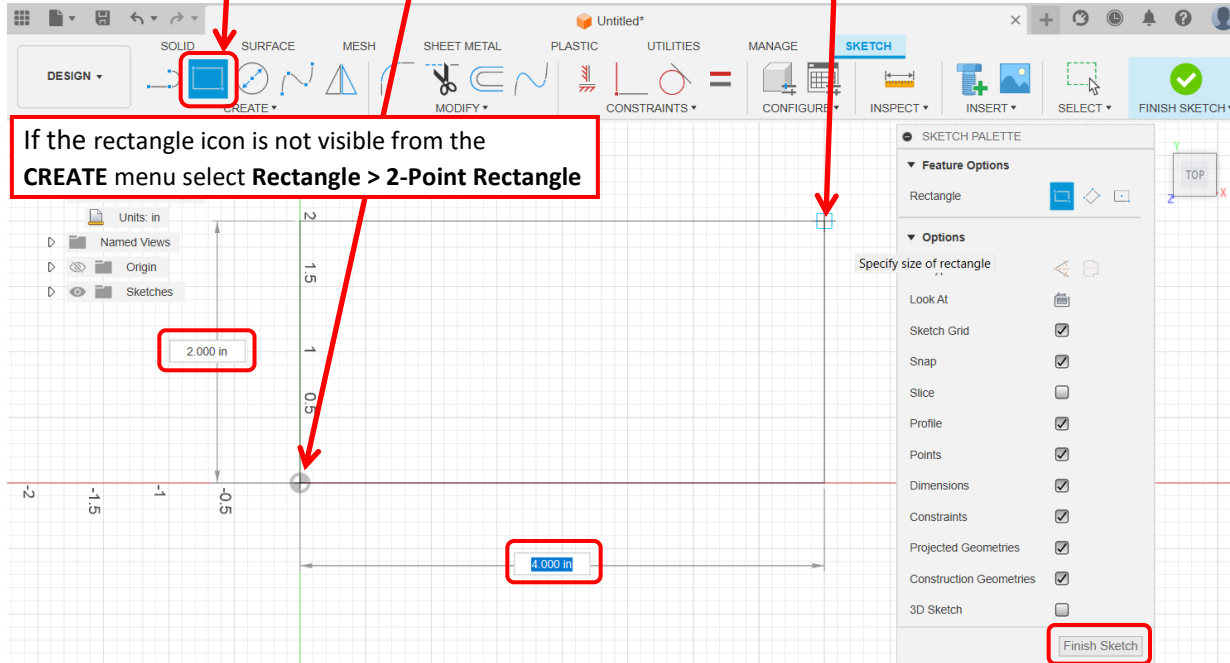 Untitled*
SOLID SURFACE MESH SHEET METAL PLASTIC UTILITIES MANAGE SKETCH
DESIGN
CREATE MODIFY CONSTRAINTS CONFIGURE INSPECT INSERT SELECT FINISH SKETCH
If the rectangle icon is not visible from the
CREATE menu select Rectangle > 2-Point Rectangle
Units: in
Named Views
Origin
Sketches
2
1.5
1
0.5
2.000 in
-2
-1.5
-1
-0.5
4.000 in
SKETCH PALETTE
Feature Options
Rectangle
Options
Specify size of rectangle
Look At
Sketch Grid
Snap
Slice
Profile
Points
Dimensions
Constraints
Projected Geometries
Construction Geometries
3D Sketch
Finish Sketch
Y
TOP
Z X